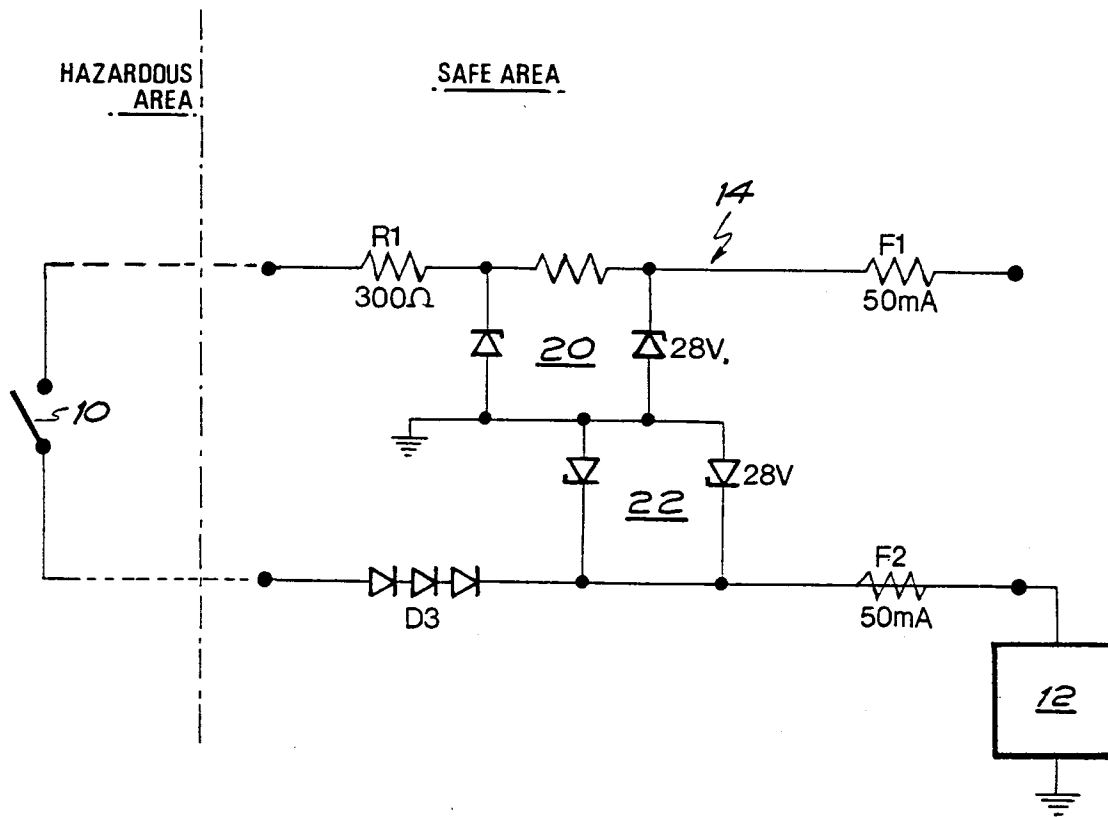 HAZARDOUS
AREA
SAFE AREA
14
R1
300Ω
F1
50mA
20
28V.
10
22
28V
D3
F2
50mA
12